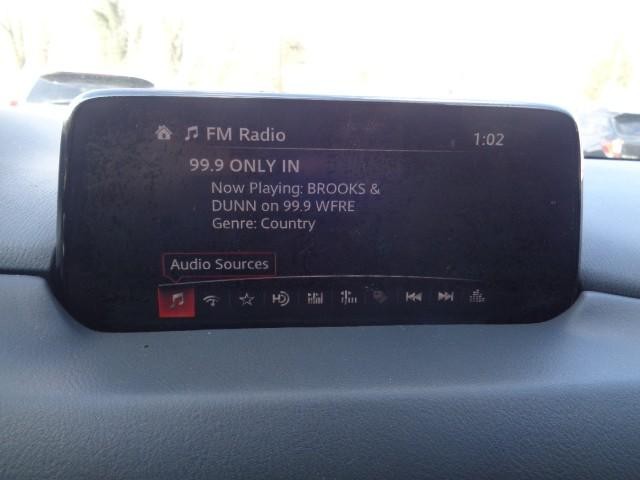 FM Radio 1:02
99.9 ONLY IN
Now Playing: BROOKS &
DUNN on 99.9 WFRE
Genre: Country
Audio Sources
HD